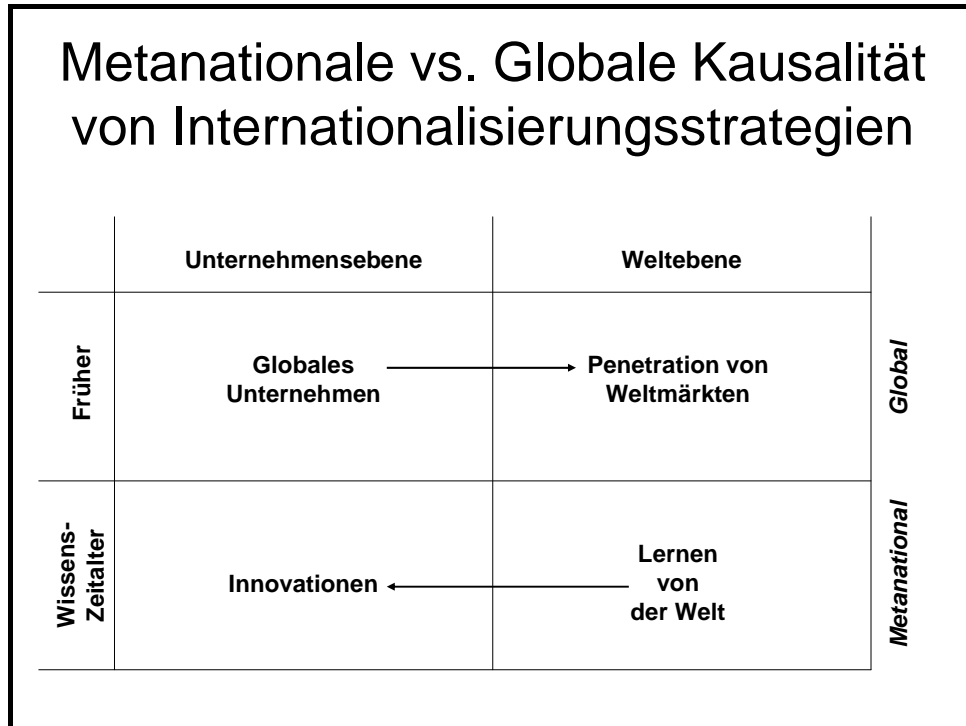 Metanationale vs. Globale Kausalität
von Internationalisierungsstrategien
Unternehmensebene
Weltebene
Früher
Globales
Unternehmen
Penetration von
Weltmärkten
Global
Wissens-
Zeitalter
Innovationen
Lernen
von
der Welt
Metanational